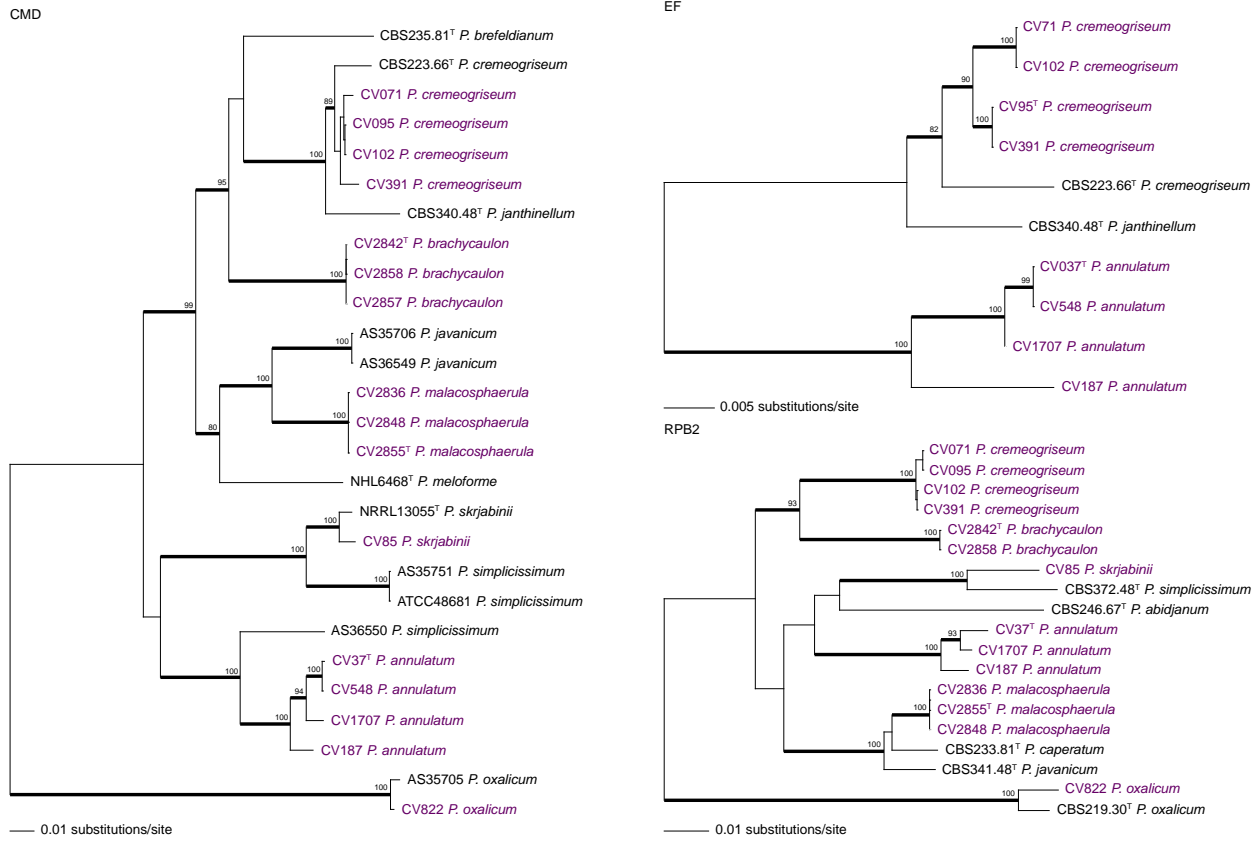 CMD
CBS235.81ᵀ P. brefeldianum
CBS223.66ᵀ P. cremeogriseum
89
CV071 P. cremeogriseum
CV095 P. cremeogriseum
100
CV102 P. cremeogriseum
95
CV391 P. cremeogriseum
CBS340.48ᵀ P. janthinellum
CV2842ᵀ P. brachycaulon
100
CV2858 P. brachycaulon
CV2857 P. brachycaulon
99
AS35706 P. javanicum
100
AS36549 P. javanicum
100
CV2836 P. malacosphaerula
100
CV2848 P. malacosphaerula
80
CV2855ᵀ P. malacosphaerula
NHL6468ᵀ P. meloforme
NRRL13055ᵀ P. skrjabinii
100
CV85 P. skrjabinii
100
AS35751 P. simplicissimum
100
ATCC48681 P. simplicissimum
AS36550 P. simplicissimum
CV37ᵀ P. annulatum
100
100
CV548 P. annulatum
94
CV1707 P. annulatum
100
CV187 P. annulatum
AS35705 P. oxalicum
100
CV822 P. oxalicum
0.01 substitutions/site
EF
CV71 P. cremeogriseum
100
CV102 P. cremeogriseum
90
CV95ᵀ P. cremeogriseum
100
82
CV391 P. cremeogriseum
CBS223.66ᵀ P. cremeogriseum
CBS340.48ᵀ P. janthinellum
CV037ᵀ P. annulatum
99
CV548 P. annulatum
100
CV1707 P. annulatum
100
CV187 P. annulatum
0.005 substitutions/site
RPB2
CV071 P. cremeogriseum
CV095 P. cremeogriseum
100
CV102 P. cremeogriseum
93
CV391 P. cremeogriseum
CV2842ᵀ P. brachycaulon
100
CV2858 P. brachycaulon
CV85 P. skrjabinii
100
CBS372.48ᵀ P. simplicissimum
CBS246.67ᵀ P. abidjanum
CV37ᵀ P. annulatum
93
CV1707 P. annulatum
100
CV187 P. annulatum
CV2836 P. malacosphaerula
100
CV2855ᵀ P. malacosphaerula
CV2848 P. malacosphaerula
100
CBS233.81ᵀ P. caperatum
CBS341.48ᵀ P. javanicum
CV822 P. oxalicum
100
CBS219.30ᵀ P. oxalicum
0.01 substitutions/site